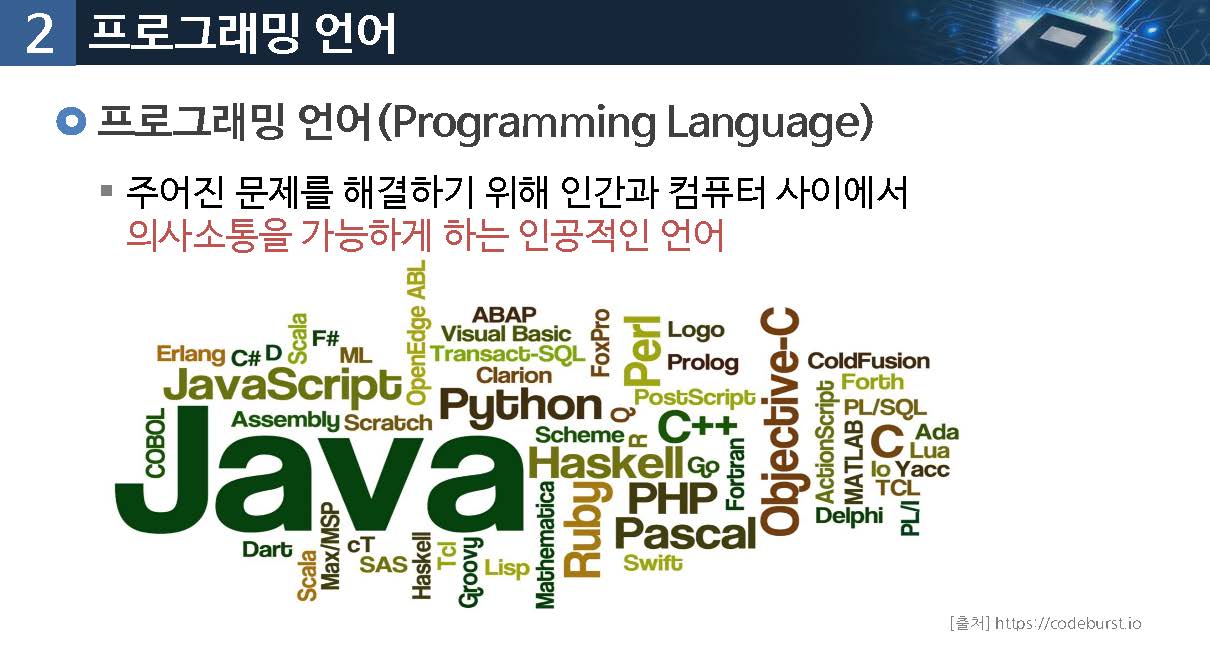 2 프로그래밍 언어
프로그래밍 언어(Programming Language)
주어진 문제를 해결하기 위해 인간과 컴퓨터 사이에서
의사소통을 가능하게 하는 인공적인 언어
OpenEdge ABL
ABAP
FoxPro
Perl
Logo
Objective-C
Scala
F#
Visual Basic
Erlang
C#
D
ML
Transact-SQL
Prolog
ColdFusion
JavaScript
Clarion
PostScript
ActionScript
Forth
Python
Q
PL/SQL
COBOL
Assembly
Scratch
Scheme
R
C++
MATLAB
C
Ada
Java
Haskell
Go
Fortran
Lua
Io
Yacc
TCL
Mathematica
Ruby
PHP
Delphi
PL/I
Pascal
Dart
Scala
Max/MSP
cT
SAS
Haskell
Tcl
Groovy
Lisp
Swift
[출처] https://codeburst.io